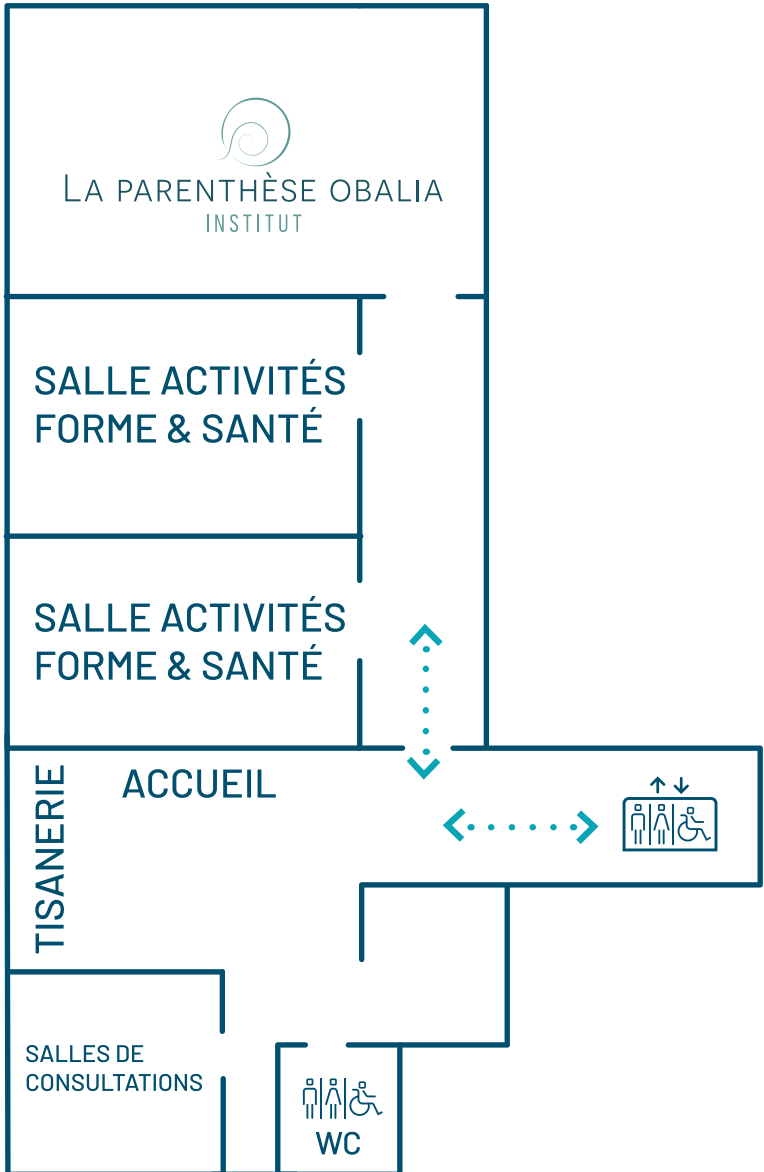 LA PARENTHÈSE OBALIA
INSTITUT
SALLE ACTIVITÉS
FORME & SANTÉ
SALLE ACTIVITÉS
FORME & SANTÉ
TISANERIE
ACCUEIL
SALLES DE
CONSULTATIONS
WC